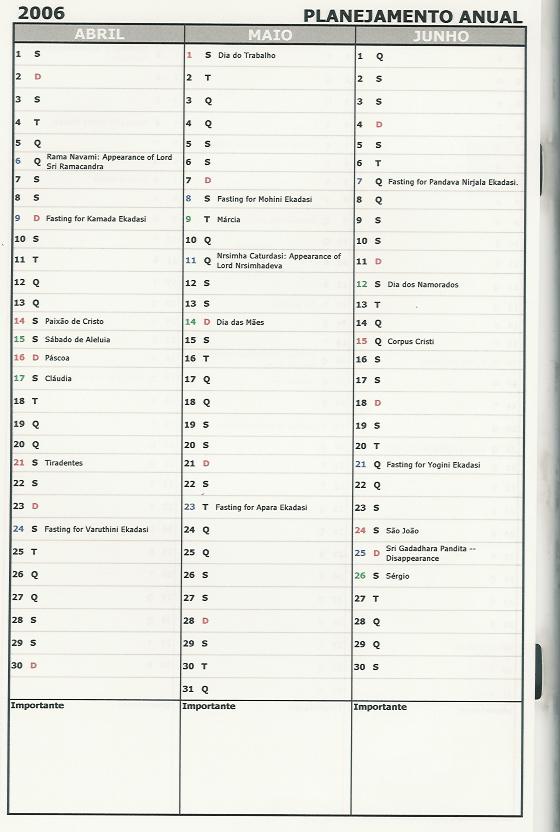 2006 PLANEJAMENTO ANUAL
ABRIL
1 S
2 D
3 S
4 T
5 Q
6 Q Rama Navami: Appearance of Lord
Sri Ramacandra
7 S
8 S
9 D Fasting for Kamada Ekadasi
10 S
11 T
12 Q
13 Q
14 S Paixão de Cristo
15 S Sábado de Aleluia
16 D Páscoa
17 S Cláudia
18 T
19 Q
20 Q
21 S Tiradentes
22 S
23 D
24 S Fasting for Varuthini Ekadasi
25 T
26 Q
27 Q
28 S
29 S
30 D
Importante
MAIO
1 S Dia do Trabalho
2 T
3 Q
4 Q
5 S
6 S
7 D
8 S Fasting for Mohini Ekadasi
9 T Márcia
10 Q
11 Q Nrsimha Caturdasi: Appearance of
Lord Nrsimhadeva
12 S
13 S
14 D Dia das Mães
15 S
16 T
17 Q
18 Q
19 S
20 S
21 D
22 S
23 T Fasting for Apara Ekadasi
24 Q
25 Q
26 S
27 S
28 D
29 S
30 T
31 Q
Importante
JUNHO
1 Q
2 S
3 S
4 D
5 S
6 T
7 Q Fasting for Pandava Nirjala Ekadasi.
8 Q
9 S
10 S
11 D
12 S Dia dos Namorados
13 T
14 Q
15 Q Corpus Cristi
16 S
17 S
18 D
19 S
20 T
21 Q Fasting for Yogini Ekadasi
22 Q
23 S
24 S São João
25 D Sri Gadadhara Pandita --
Disappearance
26 S Sérgio
27 T
28 Q
29 Q
30 S
Importante